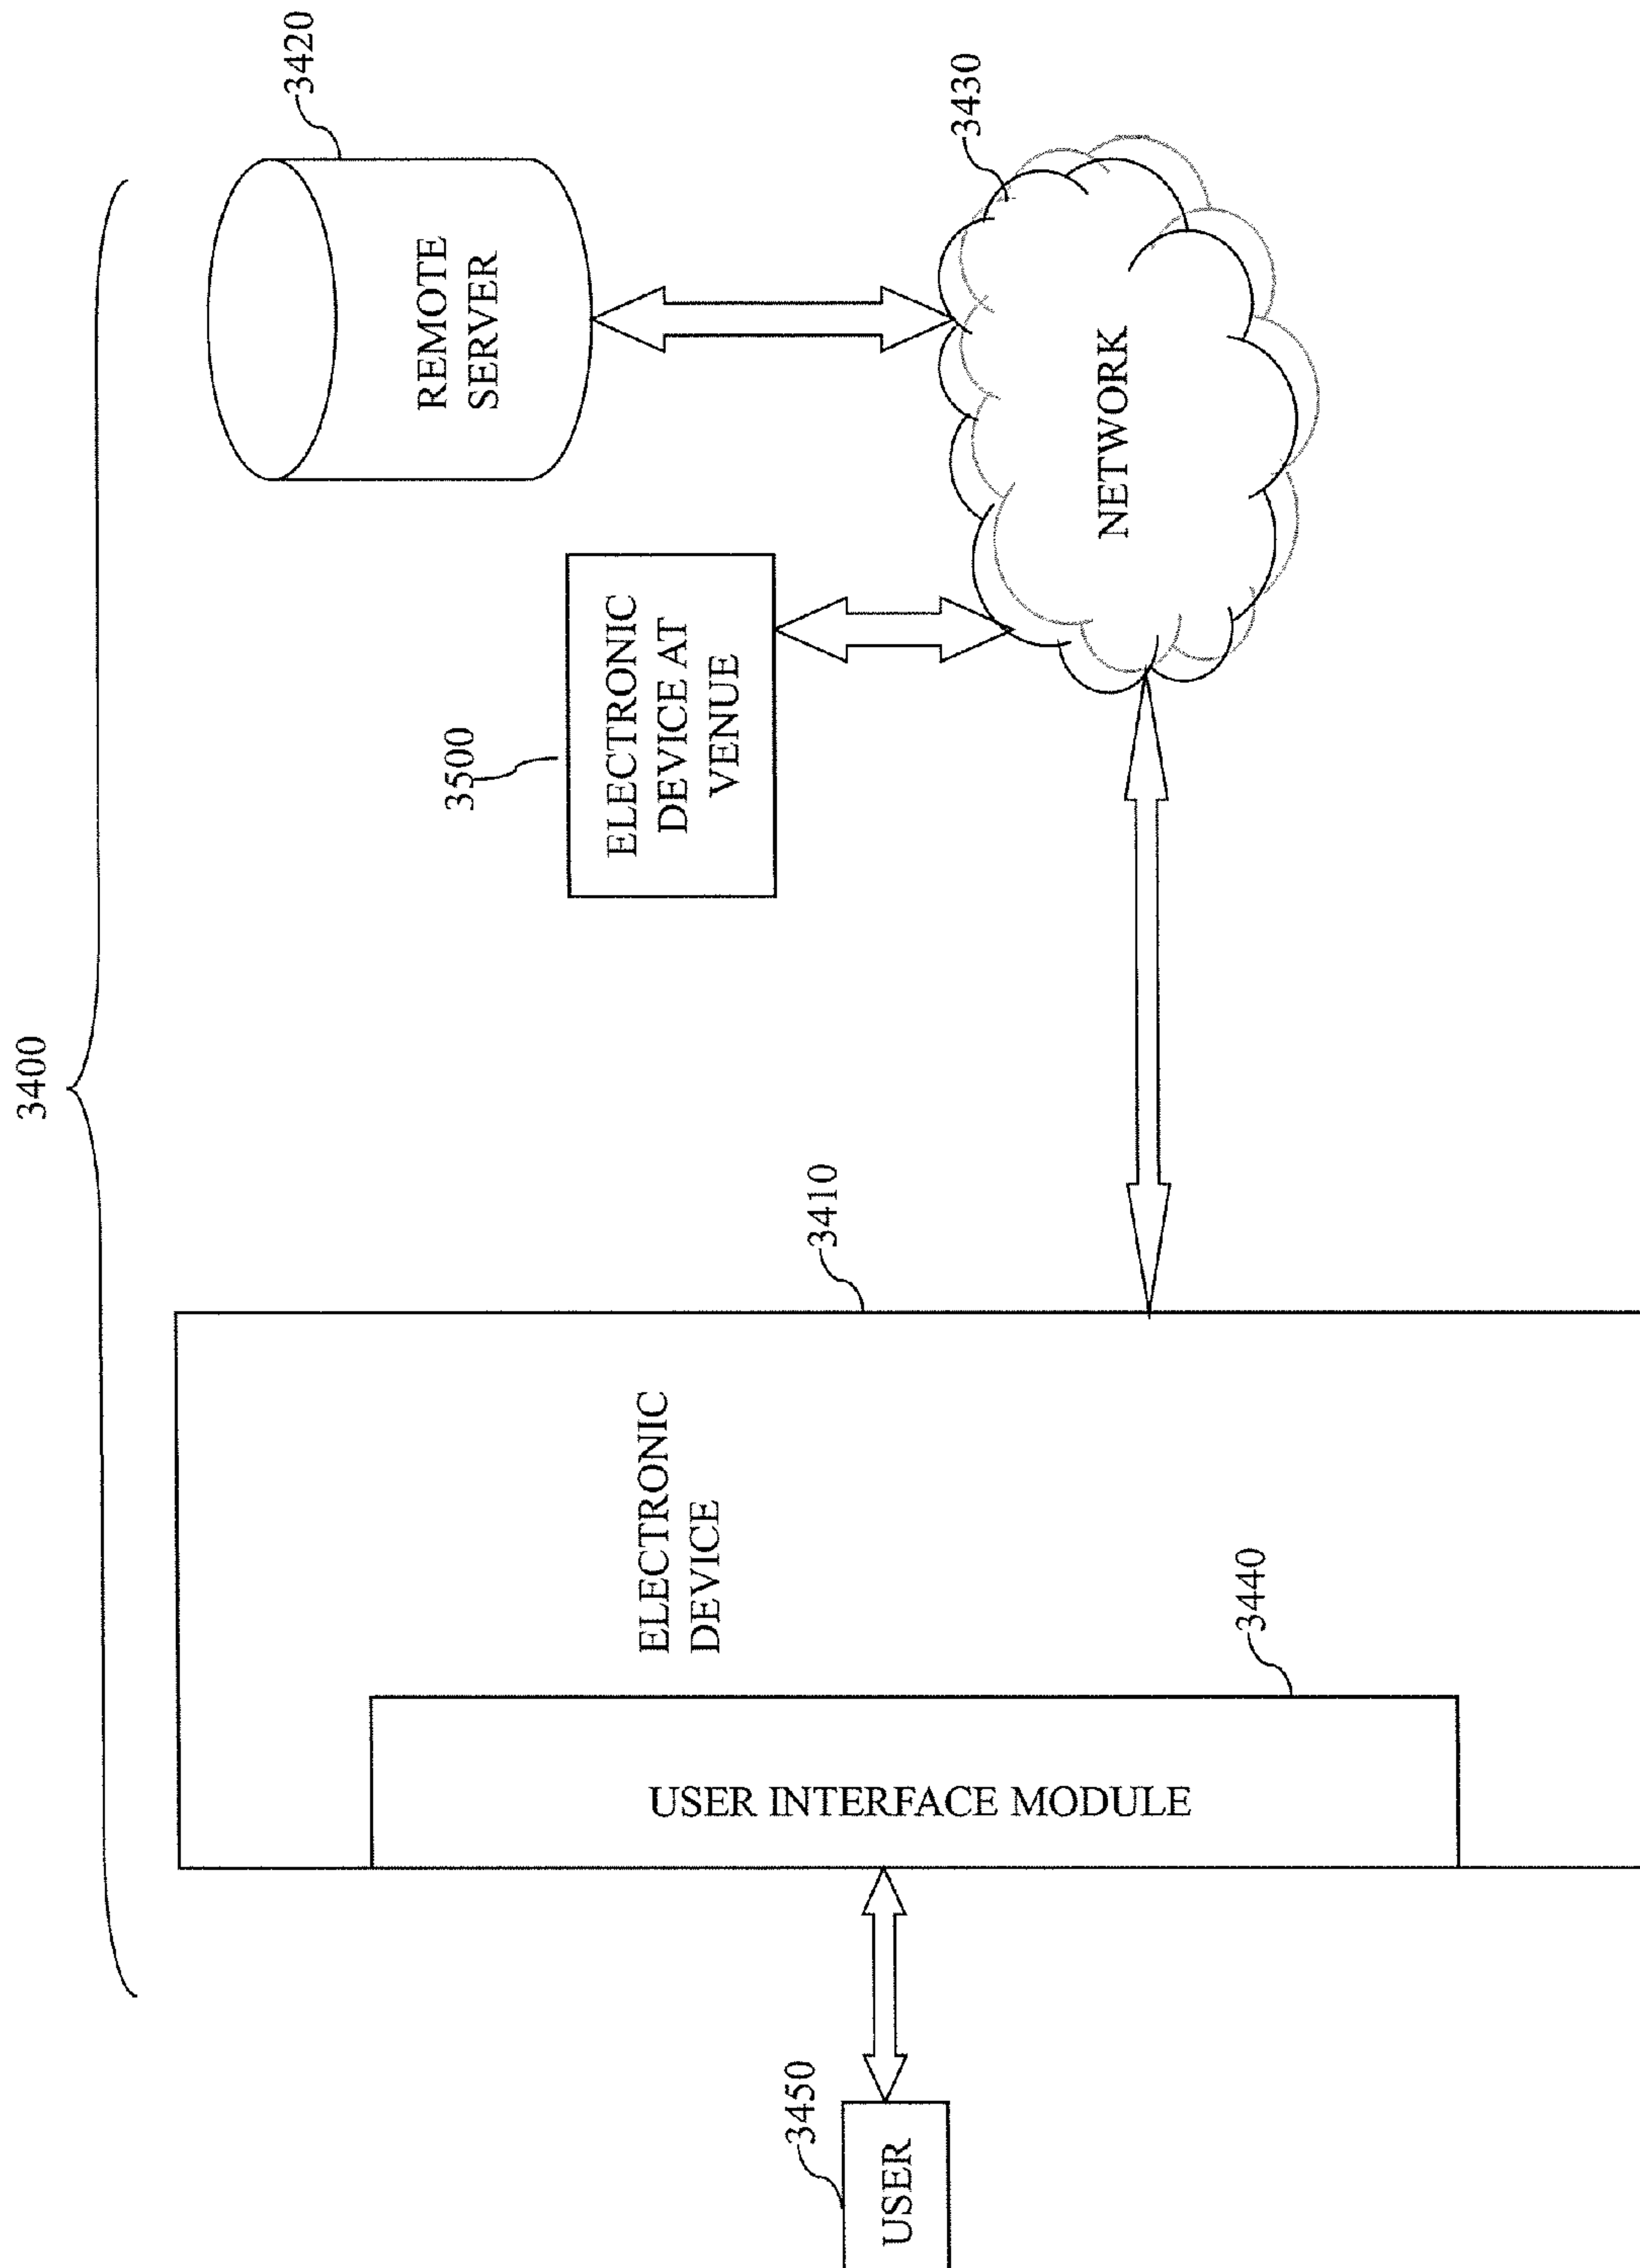 3400
3420
REMOTE
SERVER
3500
ELECTRONIC
DEVICE AT
VENUE
3430
NETWORK
3410
ELECTRONIC
DEVICE
3440
USER INTERFACE MODULE
3450
USER